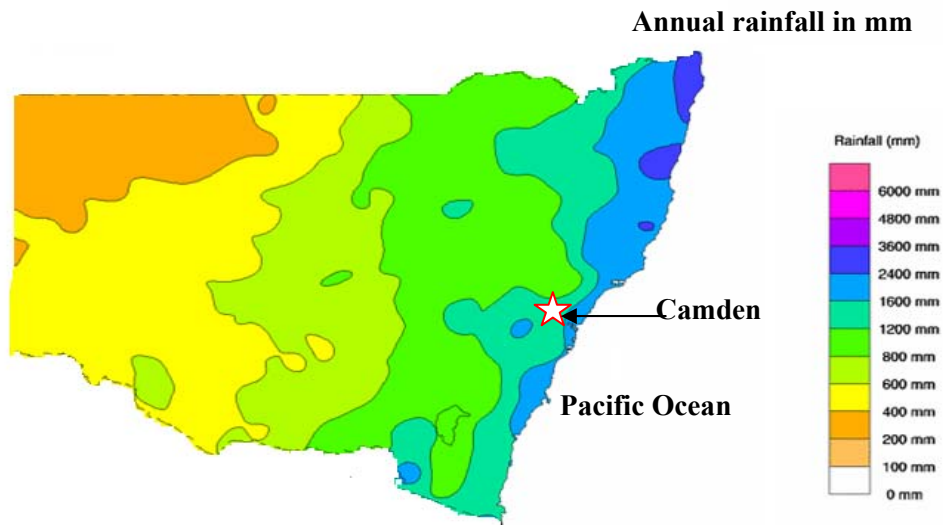 Annual rainfall in mm
Rainfall (mm)
6000 mm
4800 mm
3600 mm
2400 mm
1600 mm
1200 mm
800 mm
600 mm
400 mm
200 mm
100 mm
0 mm
Camden
Pacific Ocean